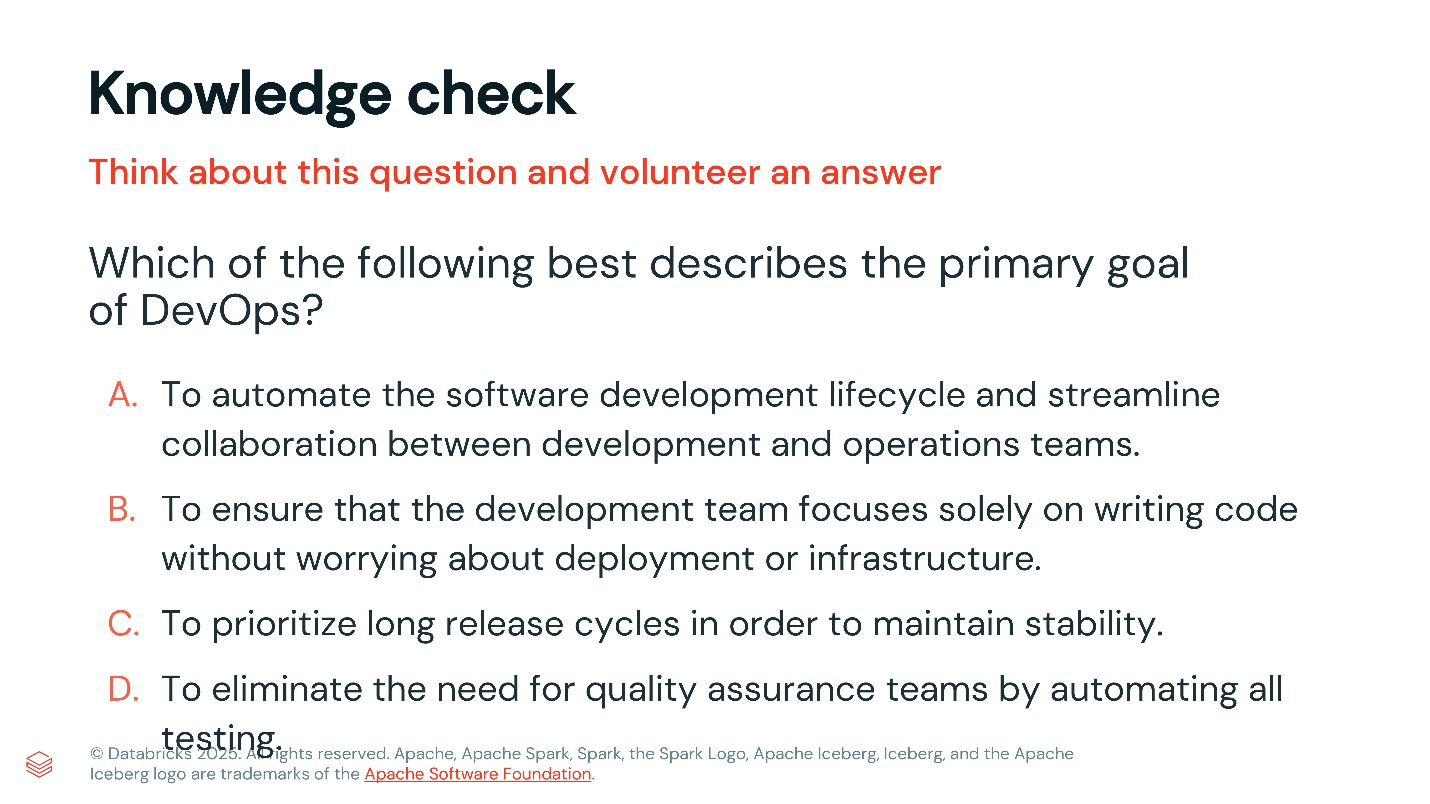 Knowledge check
Think about this question and volunteer an answer
Which of the following best describes the primary goal
of DevOps?
A. To automate the software development lifecycle and streamline
collaboration between development and operations teams.
B. To ensure that the development team focuses solely on writing code
without worrying about deployment or infrastructure.
C. To prioritize long release cycles in order to maintain stability.
D. To eliminate the need for quality assurance teams by automating all
testing.
© Databricks 2025. All rights reserved. Apache, Apache Spark, Spark, the Spark Logo, Apache Iceberg, Iceberg, and the Apache
Iceberg logo are trademarks of the Apache Software Foundation.